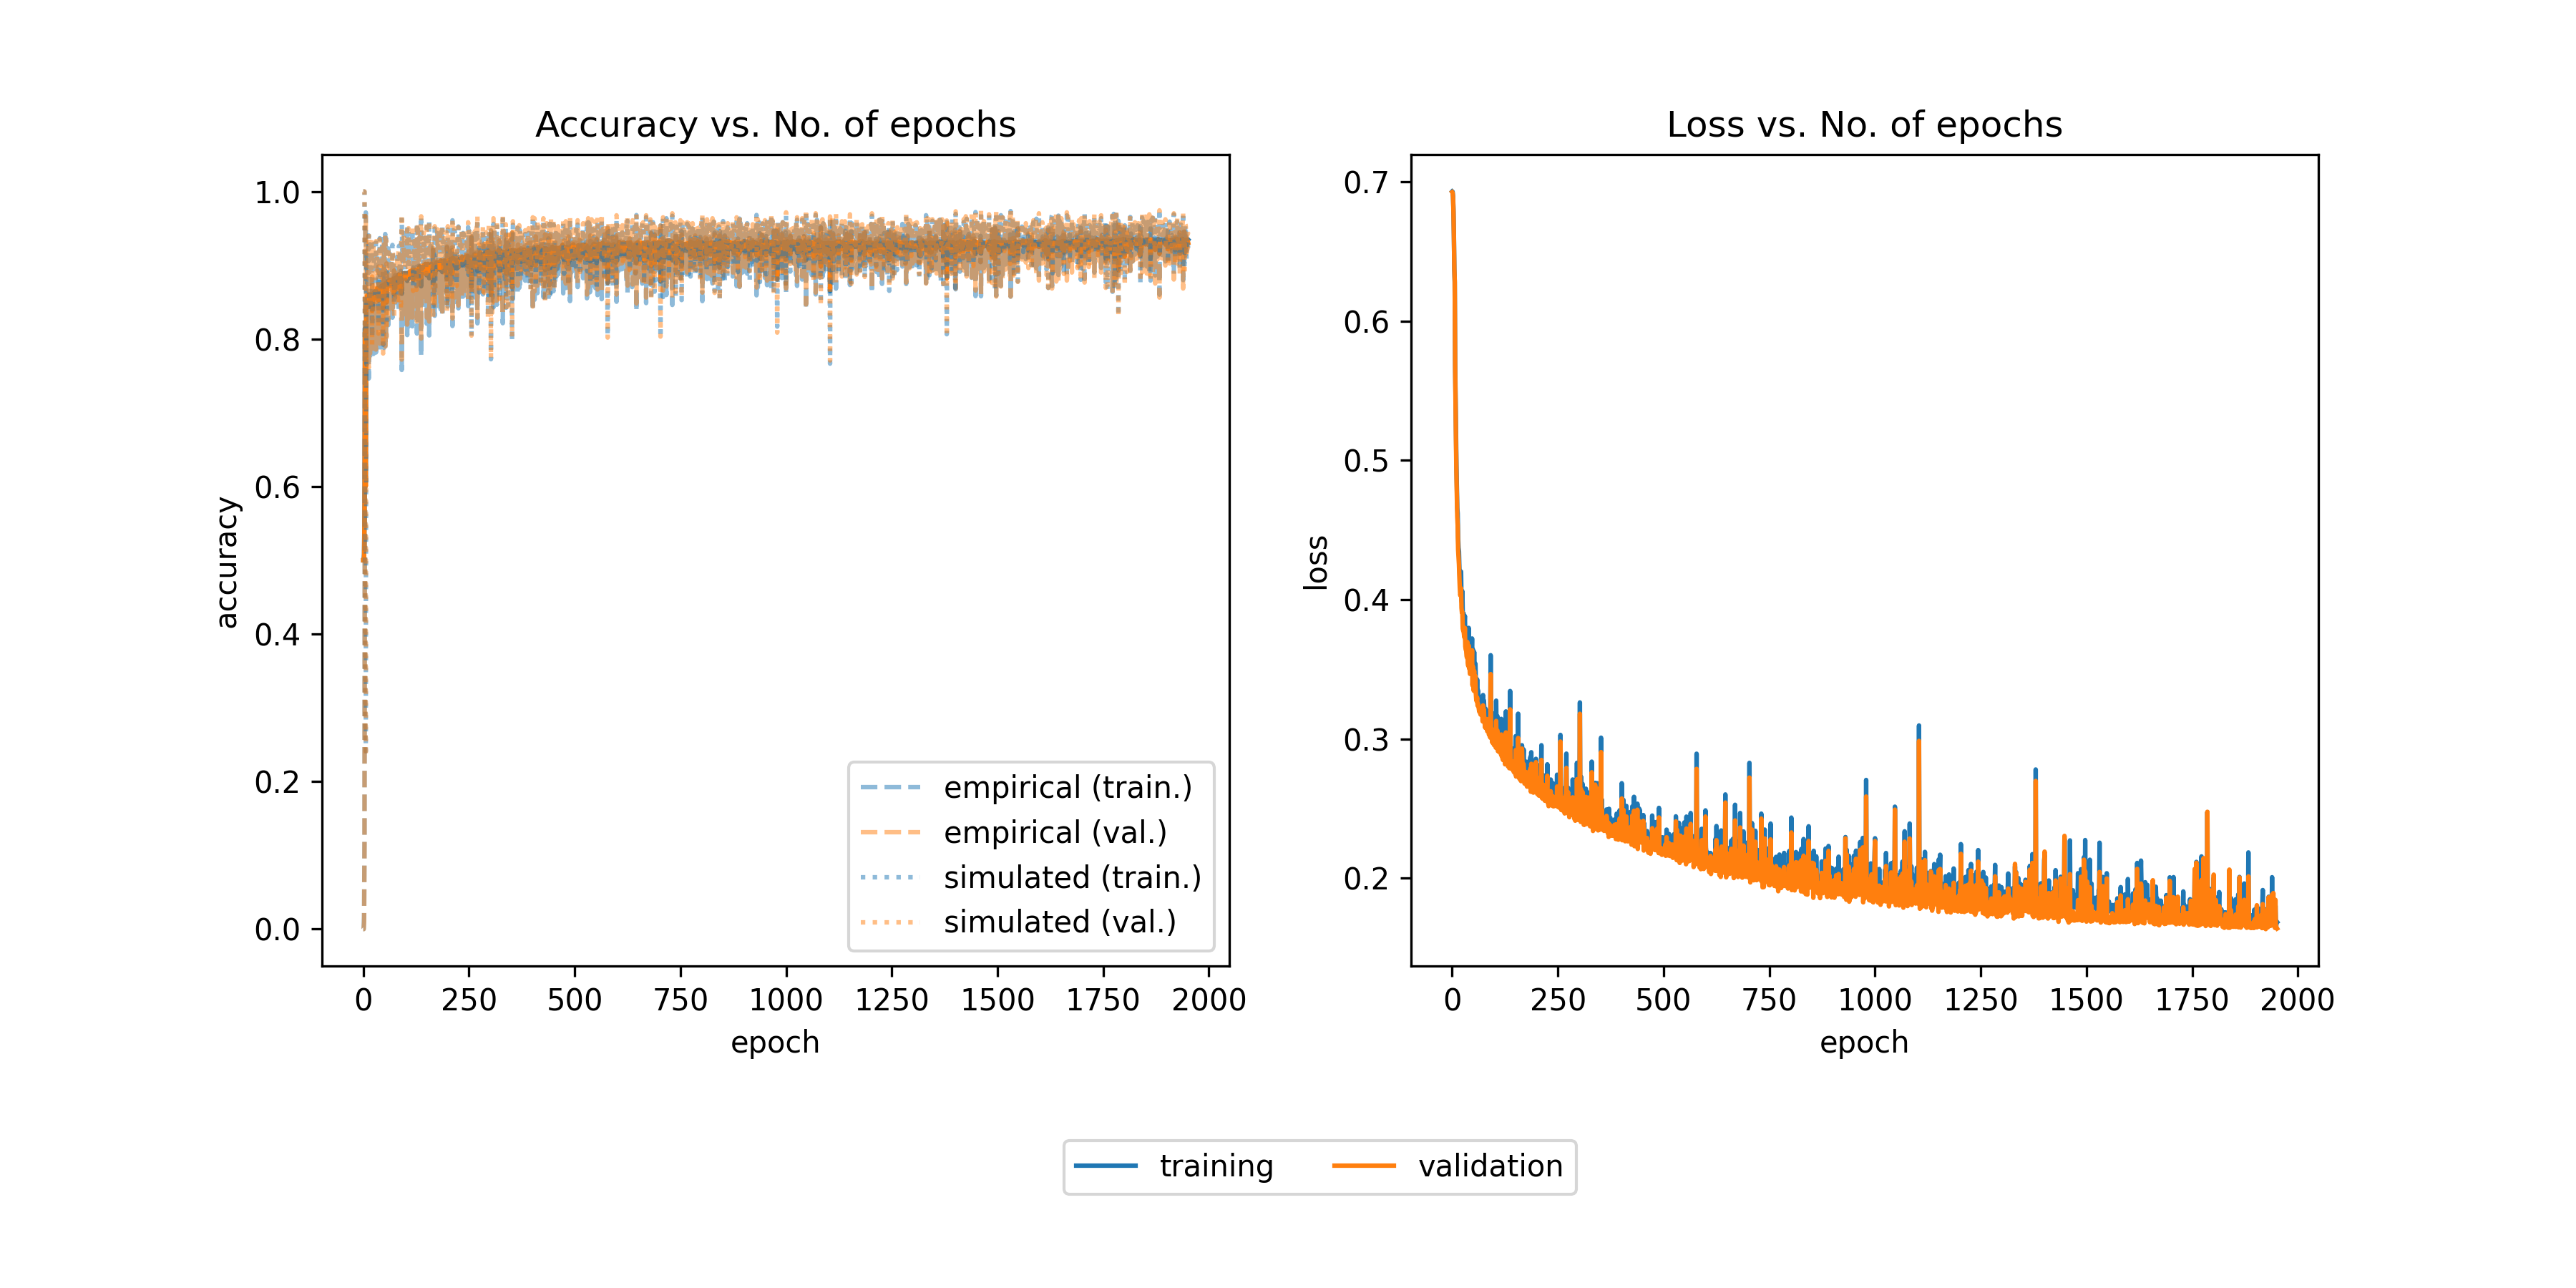 Accuracy vs. No. of epochs
1.0
0.8
0.6
0.4
0.2
0.0
accuracy
0 250 500 750 1000 1250 1500 1750 2000
epoch
empirical (train.)
empirical (val.)
simulated (train.)
simulated (val.)
Loss vs. No. of epochs
0.7
0.6
0.5
0.4
0.3
0.2
loss
0 250 500 750 1000 1250 1500 1750 2000
epoch
training validation